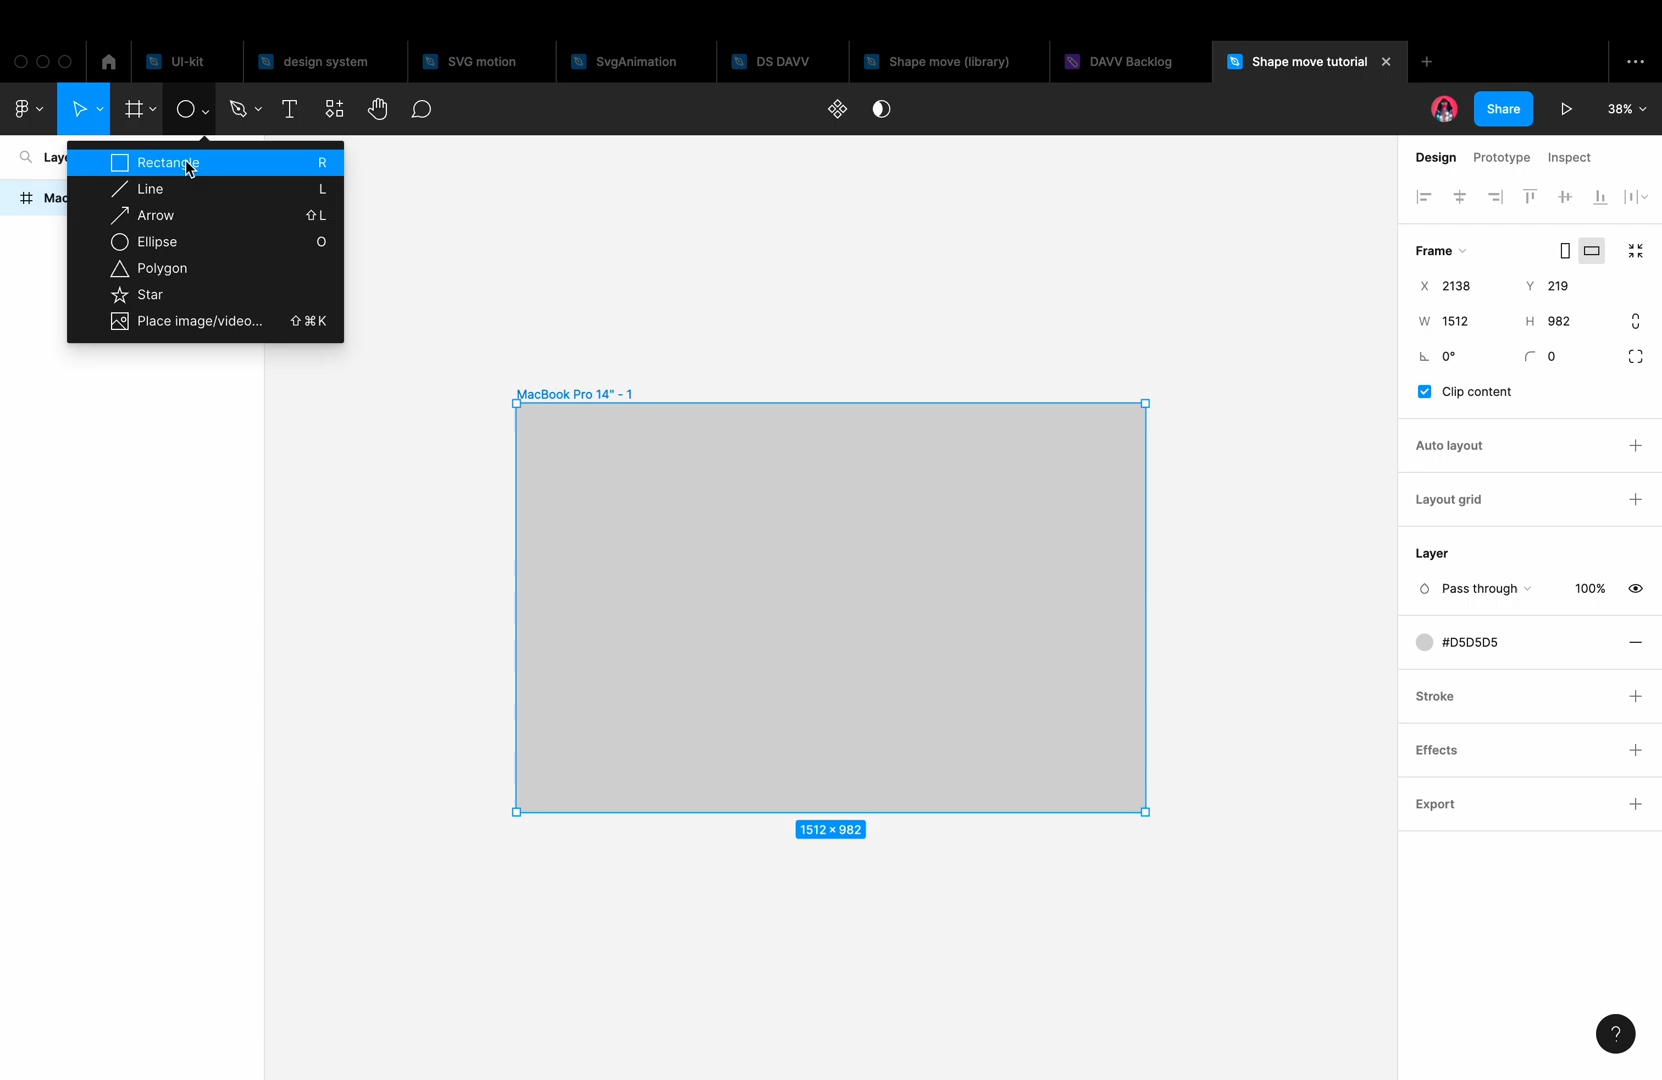 UI-kit
design system
SVG motion
SvgAnimation
DS DAVV
Shape move (library)
DAVV Backlog
Shape move tutorial
Share
38%
Laye
Mac
Rectangle R
Line L
Arrow ⇧L
Ellipse O
Polygon
Star
Place image/video... ⇧⌘K
MacBook Pro 14" - 1
1512 × 982
Design Prototype Inspect
Frame
X 2138 Y 219
W 1512 H 982
0° 0
Clip content
Auto layout
Layout grid
Layer
Pass through 100%
#D5D5D5
Stroke
Effects
Export
?